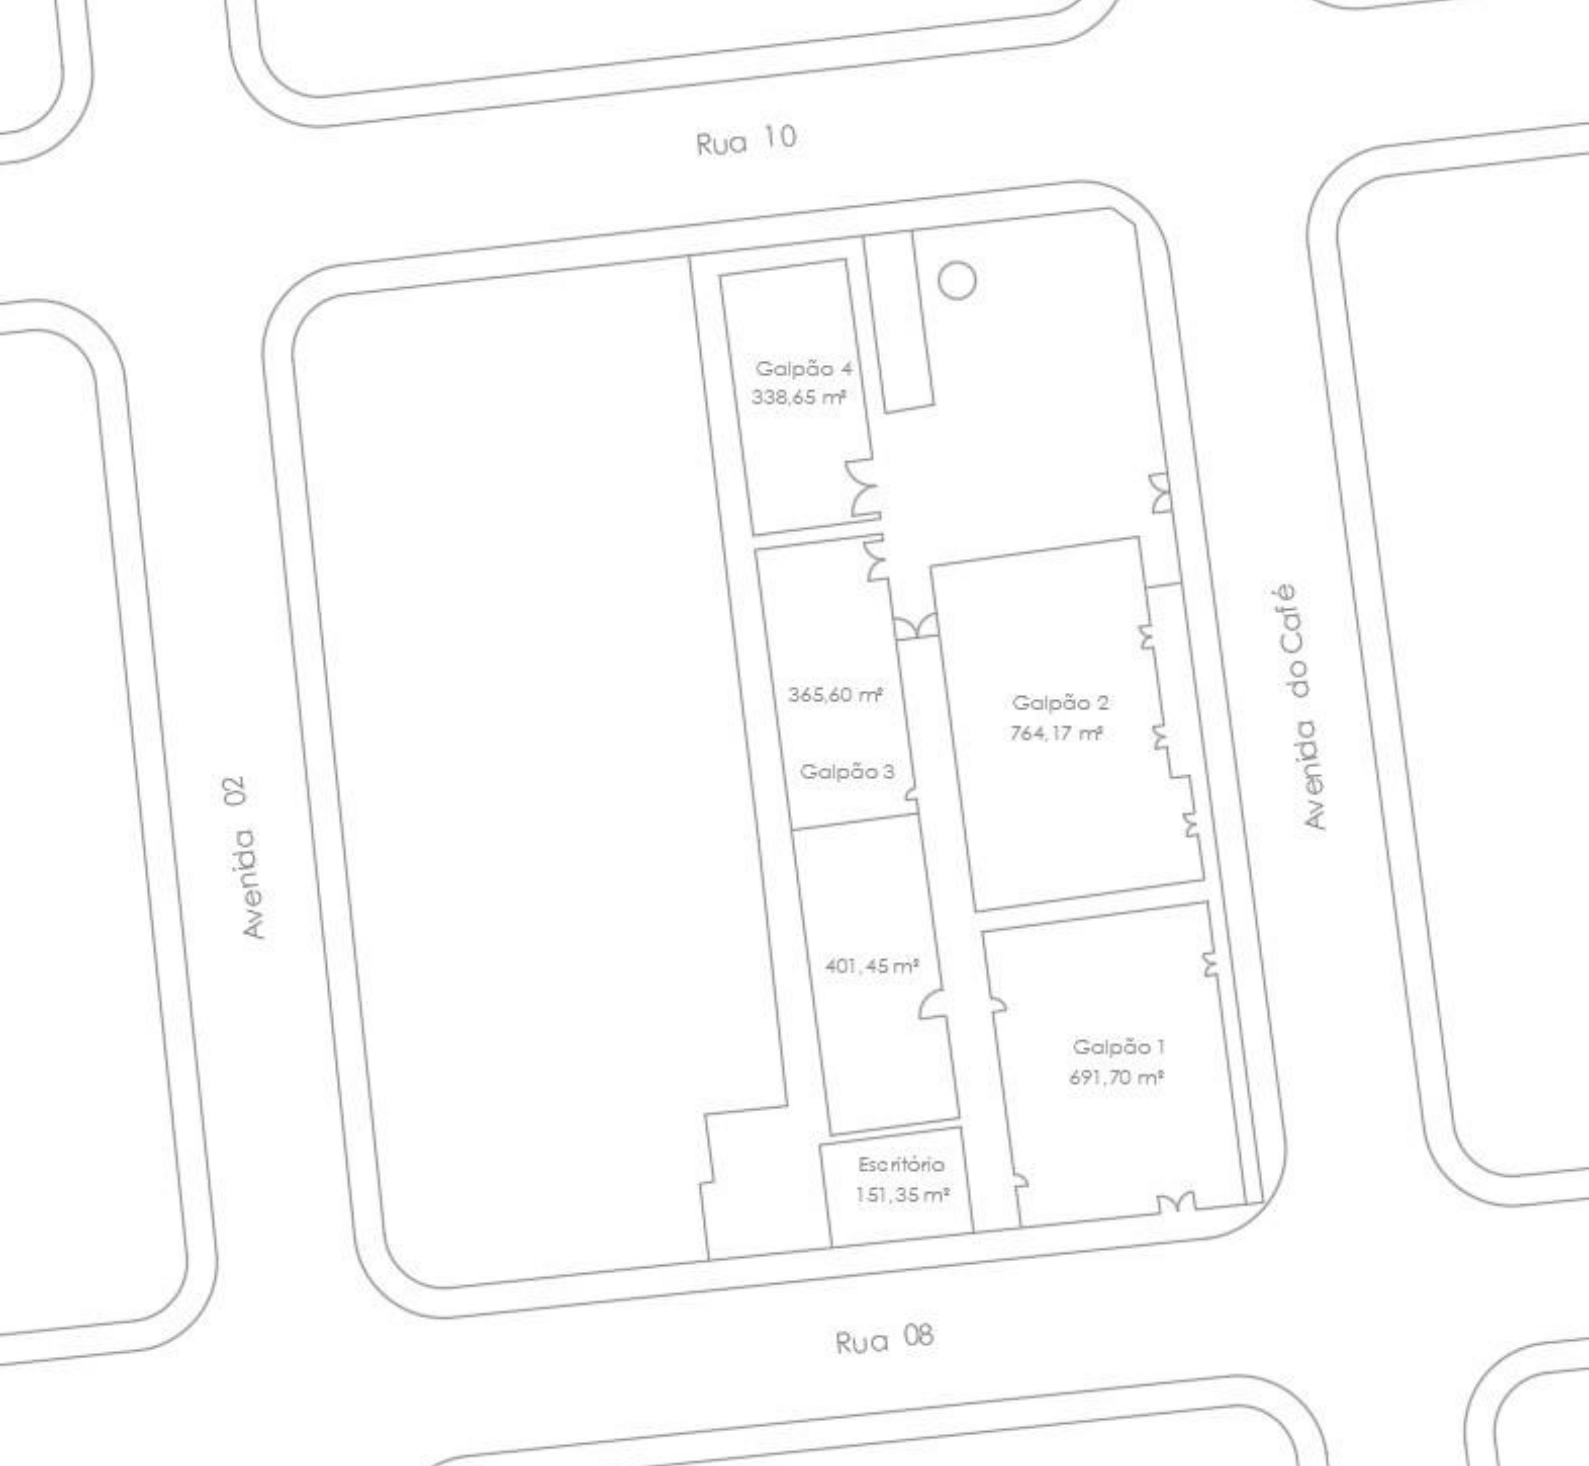 Rua 10
Galpão 4
338,65 m²
365,60 m²
Galpão 3
Galpão 2
764,17 m²
Avenida do Café
Avenida 02
401,45 m²
Galpão 1
691,70 m²
Escritório
151,35 m²
Rua 08